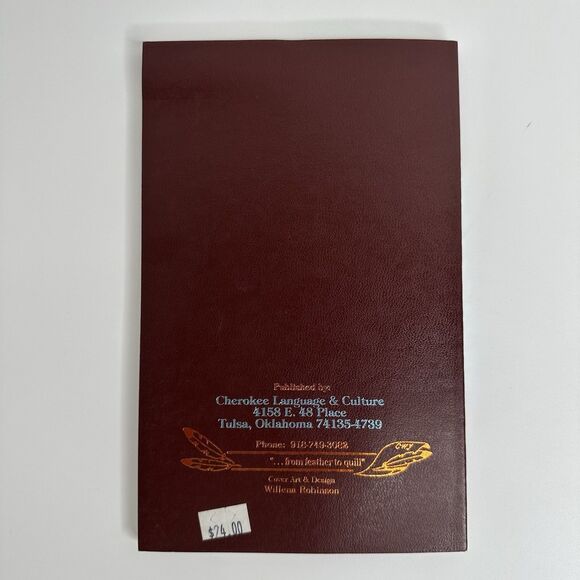 Published by:
Cherokee Language & Culture
4158 E. 48 Place
Tulsa, Oklahoma 74135-4739
Phone: 918-749-3082
"... from feather to quill"
Cover Art & Design
Willena Robinson
$24.00